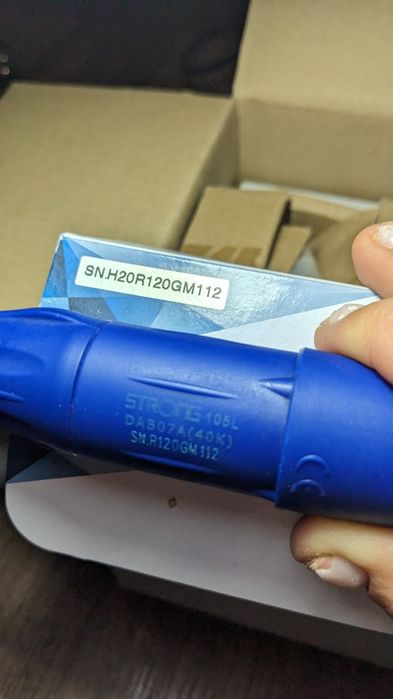 SN.H20R120GM112
STRONG 105L
DAB07A(40K)
SN.R120GM112